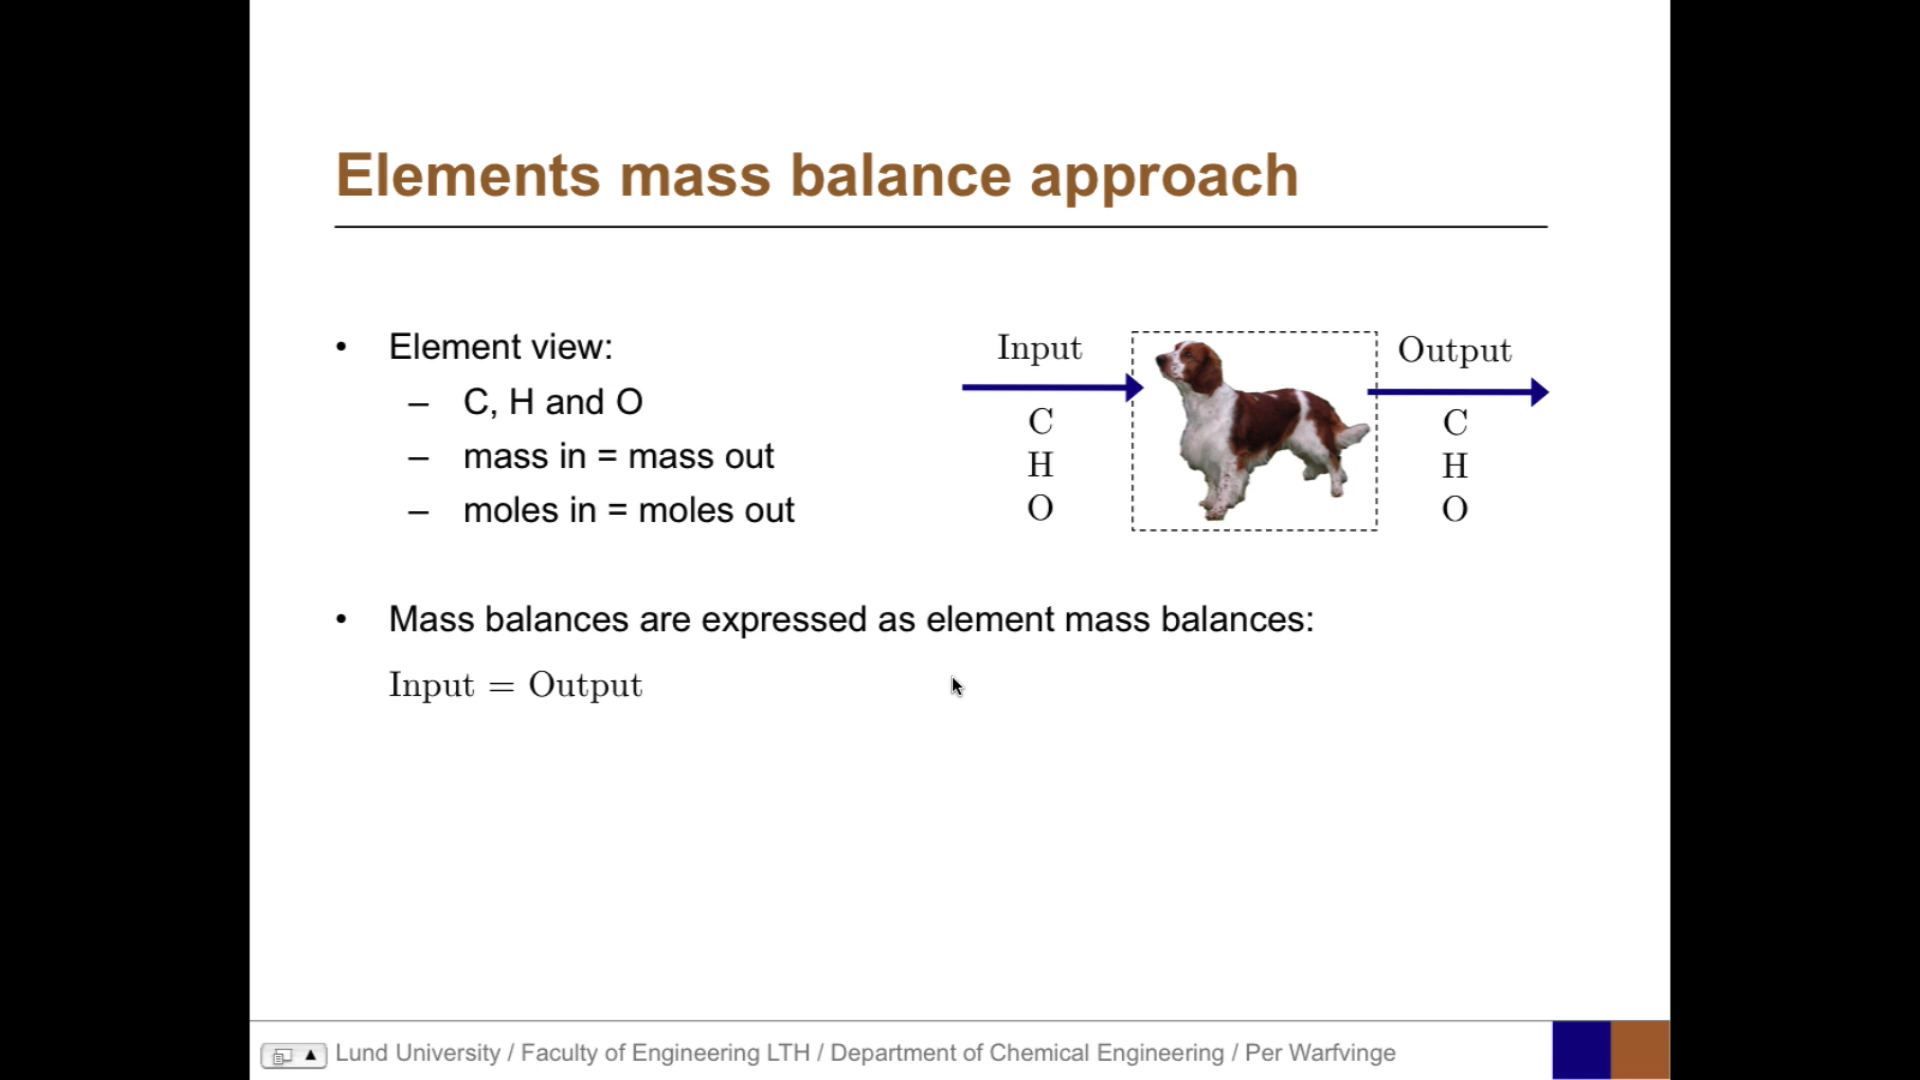 Elements mass balance approach
• Element view:
– C, H and O
– mass in = mass out
– moles in = moles out
Input
C
H
O
Output
C
H
O
• Mass balances are expressed as element mass balances:
Input = Output
Lund University / Faculty of Engineering LTH / Department of Chemical Engineering / Per Warfvinge